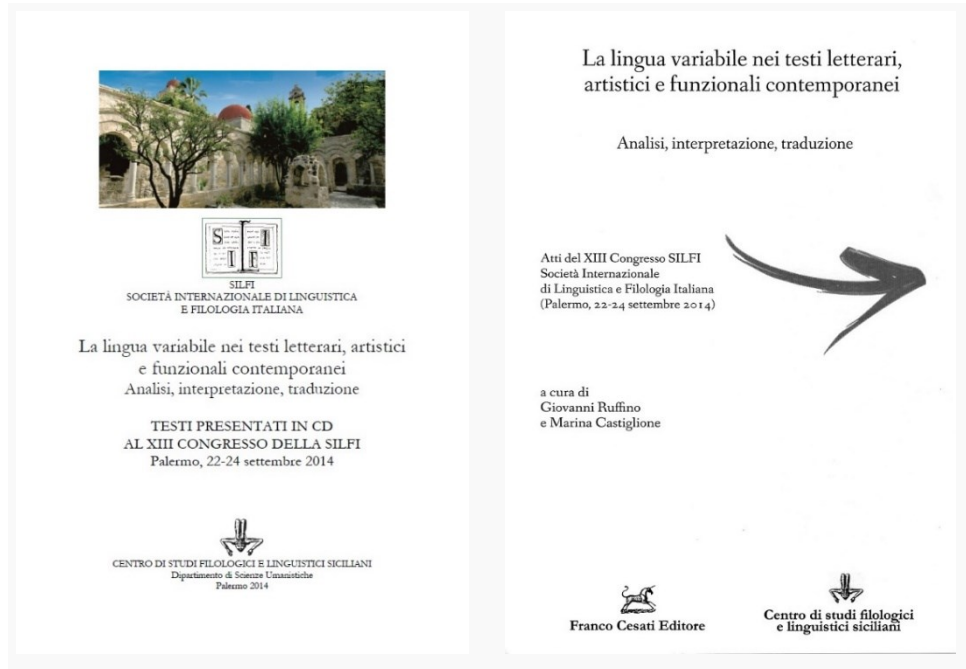 S I
I F
SILFI
SOCIETÀ INTERNAZIONALE DI LINGUISTICA
E FILOLOGIA ITALIANA
La lingua variabile nei testi letterari, artistici
e funzionali contemporanei
Analisi, interpretazione, traduzione
TESTI PRESENTATI IN CD
AL XIII CONGRESSO DELLA SILFI
Palermo, 22-24 settembre 2014
CENTRO DI STUDI FILOLOGICI E LINGUISTICI SICILIANI
Dipartimento di Scienze Umanistiche
Palermo 2014
La lingua variabile nei testi letterari,
artistici e funzionali contemporanei
Analisi, interpretazione, traduzione
Atti del XIII Congresso SILFI
Società Internazionale
di Linguistica e Filologia Italiana
(Palermo, 22-24 settembre 2014)
a cura di
Giovanni Ruffino
e Marina Castiglione
Franco Cesati Editore
Centro di studi filologici
e linguistici siciliani